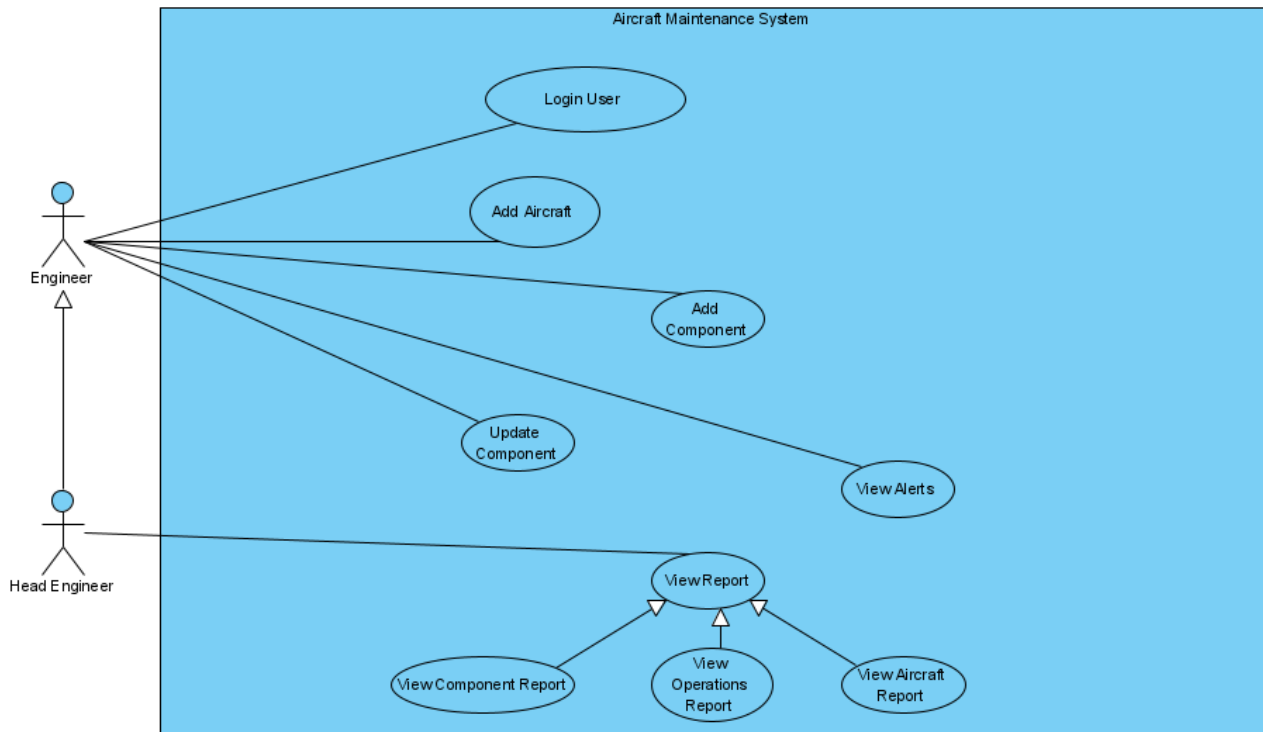 Aircraft Maintenance System
Login User
Add Aircraft
Engineer
Add
Component
Update
Component
View Alerts
Head Engineer
View Report
View Component Report
View
Operations
Report
View Aircraft
Report